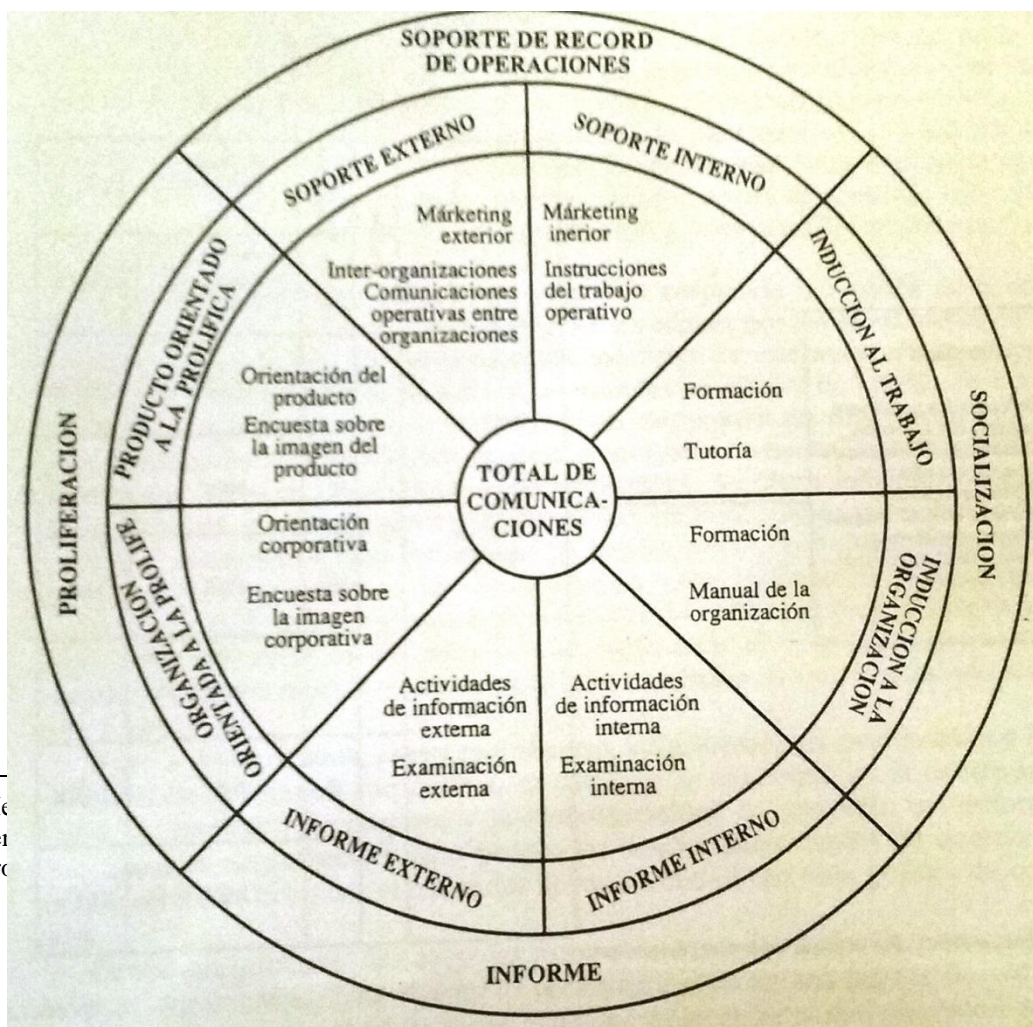 SOPORTE DE RECORD
DE OPERACIONES
SOPORTE EXTERNO
SOPORTE INTERNO
Márketing
exterior
Inter-organizaciones
Comunicaciones
operativas entre
organizaciones
Márketing
inerior
Instrucciones
del trabajo
operativo
PRODUCTO ORIENTADO
A LA PROLIFICA
INDUCCION AL TRABAJO
Orientación del
producto
Encuesta sobre
la imagen del
producto
Formación
Tutoría
PROLIFERACION
TOTAL DE
COMUNICA-
CIONES
SOCIALIZACION
ORGANIZACION
ORIENTADA A LA PROLIFE
Orientación
corporativa
Encuesta sobre
la imagen
corporativa
Formación
Manual de la
organización
INDUCCION A LA
ORGANIZACION
Actividades
de información
externa
Examinación
externa
Actividades
de información
interna
Examinación
interna
INFORME EXTERNO
INFORME INTERNO
INFORME